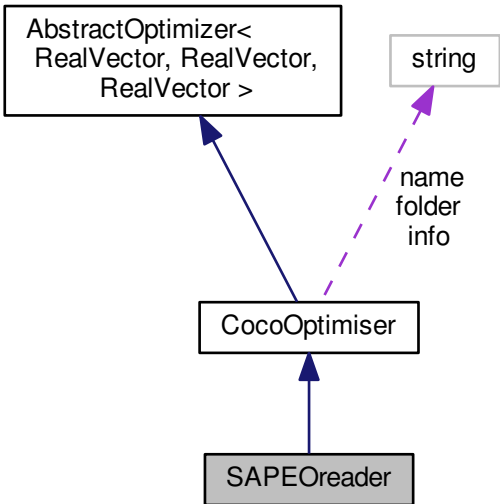 AbstractOptimizer<
RealVector, RealVector,
RealVector >
string
name
folder
info
CocoOptimiser
SAPEOreader